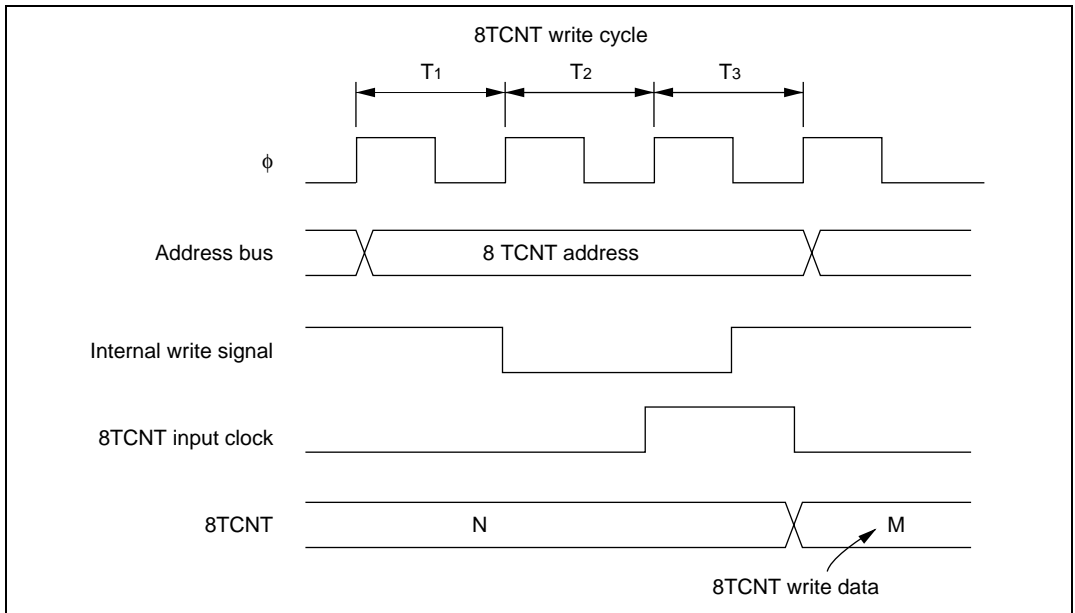 8TCNT write cycle
T1 T2 T3
φ
Address bus 8 TCNT address
Internal write signal
8TCNT input clock
8TCNT N M
8TCNT write data